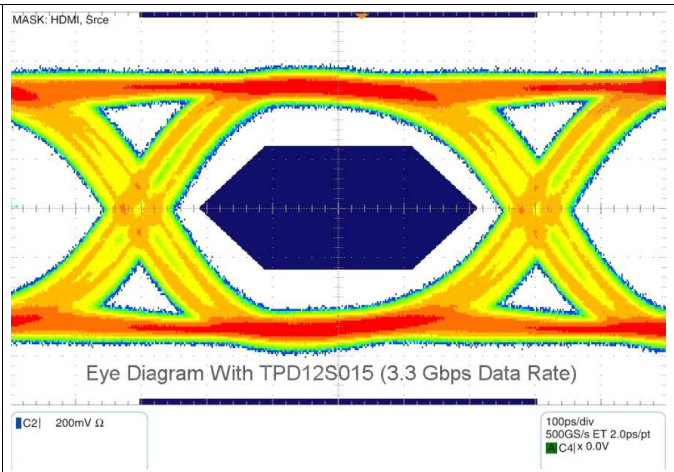 MASK: HDMI, Srce
Eye Diagram With TPD12S015 (3.3 Gbps Data Rate)
C2| 200mV Ω
100ps/div
500GS/s ET 2.0ps/pt
A C4| x 0.0V